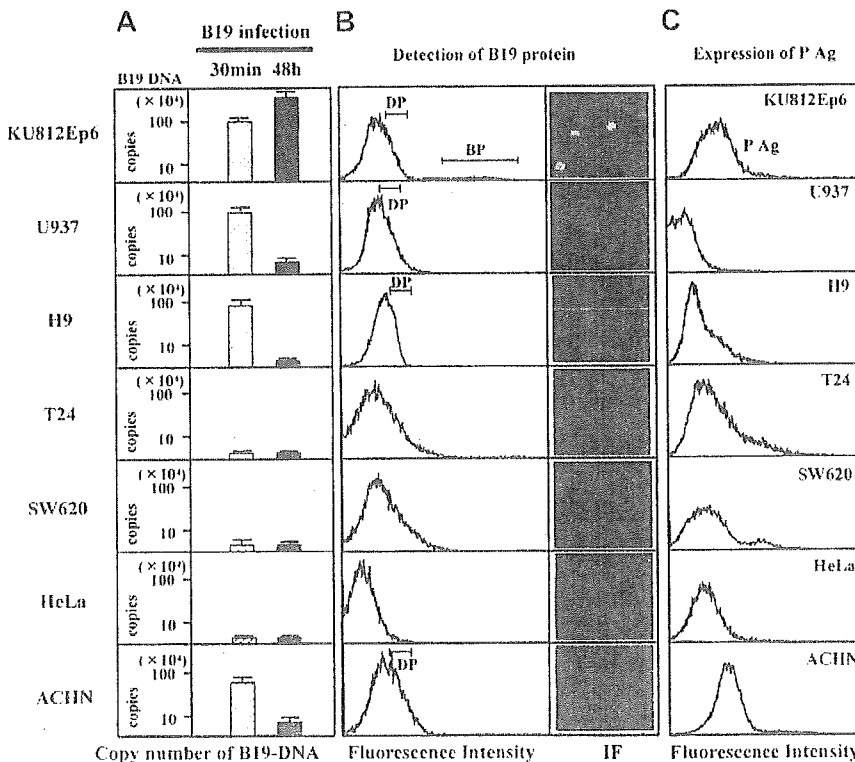 A B C
B19 infection
Detection of B19 protein
Expression of P Ag
B19 DNA
30min 48h
KU812Ep6
(×10⁴)
100
10
copies
DP
BP
KU812Ep6
P Ag
U937
(×10⁴)
100
10
copies
DP
U937
H9
(×10⁴)
100
10
copies
DP
H9
T24
(×10⁴)
100
10
copies
T24
SW620
(×10⁴)
100
10
copies
SW620
HeLa
(×10⁴)
100
10
copies
HeLa
ACHN
(×10⁴)
100
10
copies
DP
ACHN
Copy number of B19-DNA
Fluorescence Intensity
IF
Fluorescence Intensity